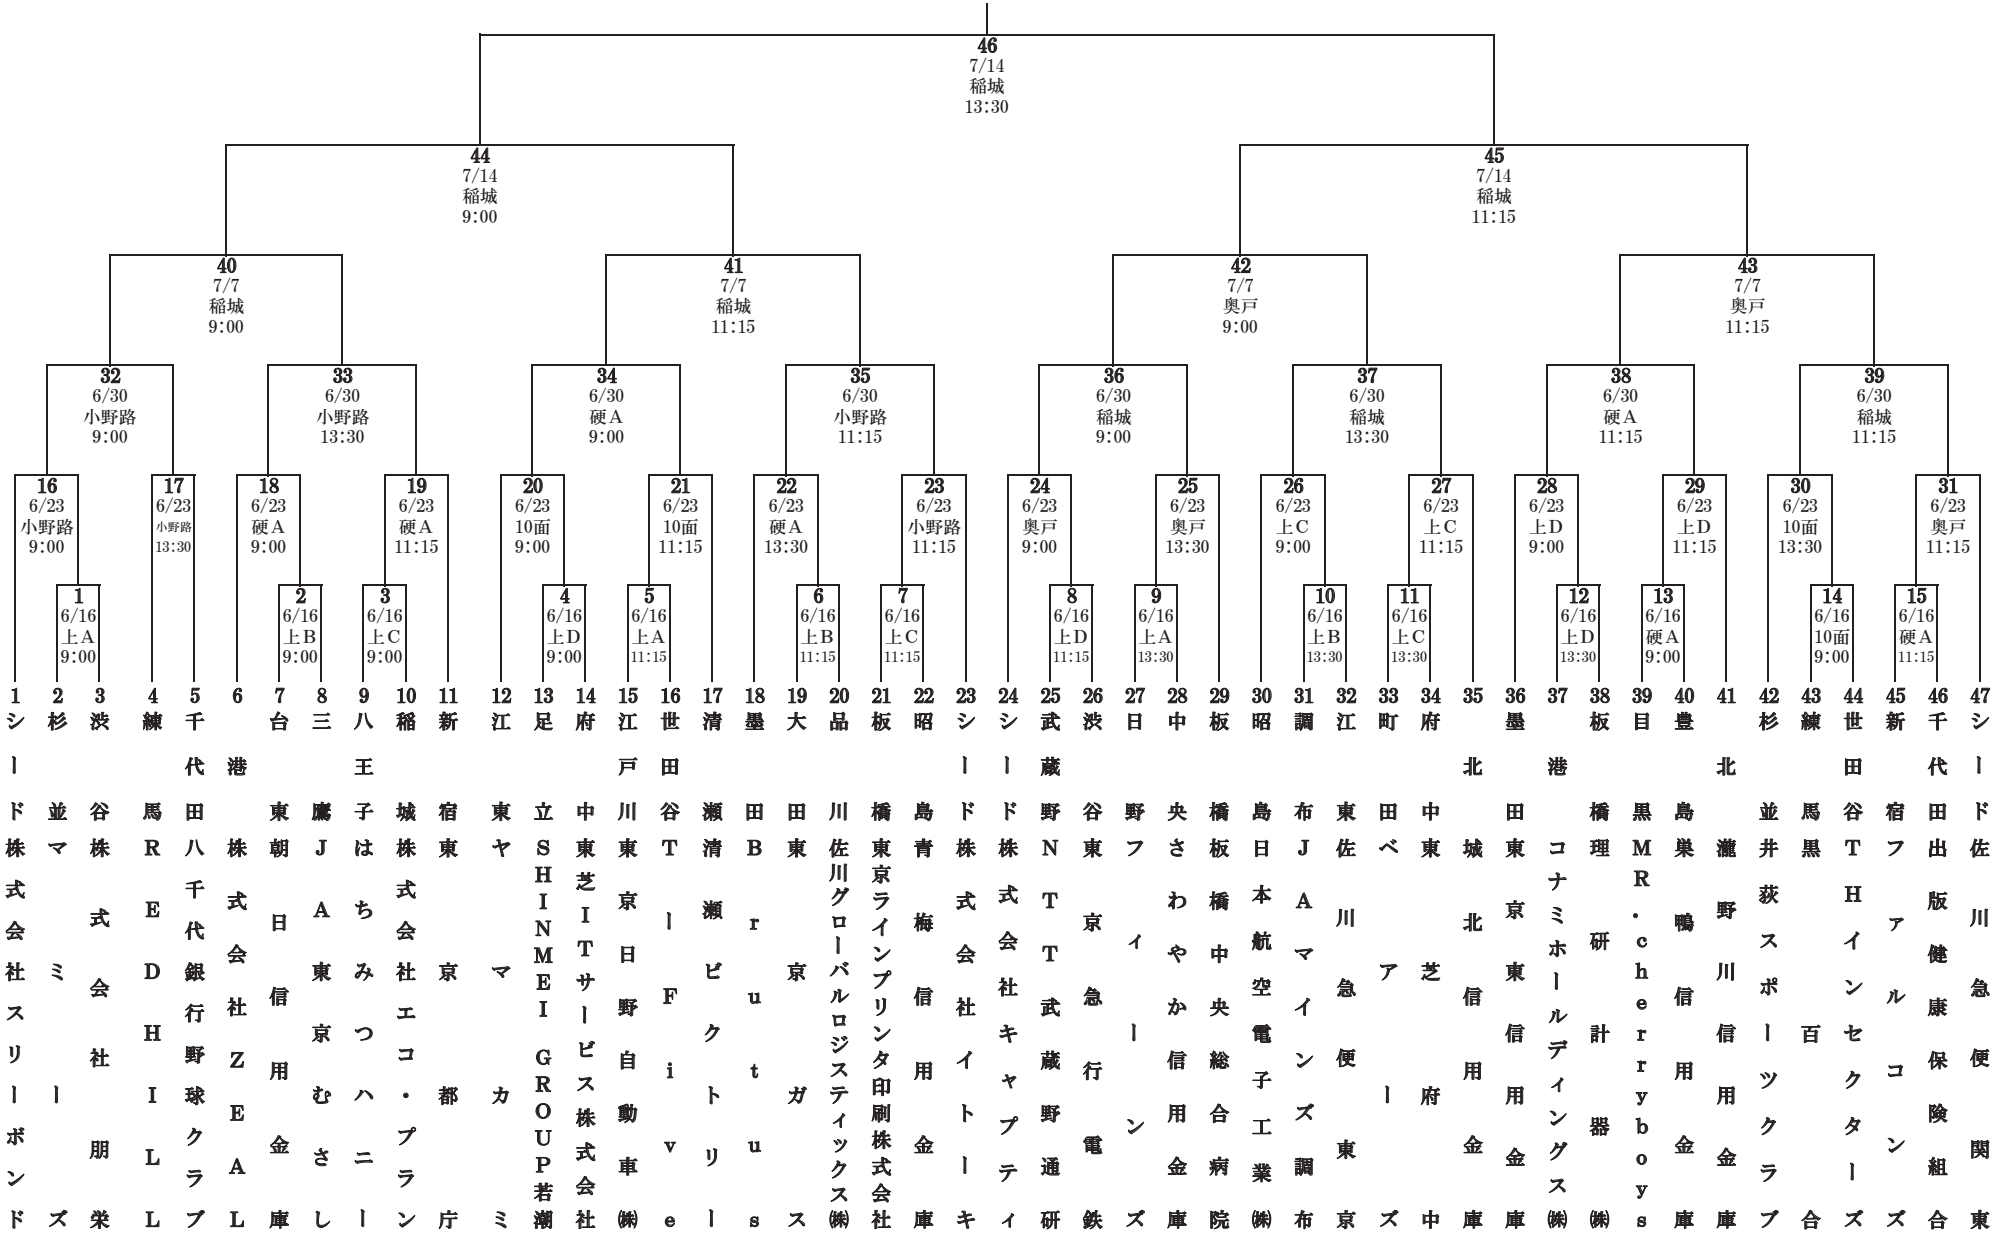 46
7/14
稲城
13:30
44
7/14
稲城
9:00
45
7/14
稲城
11:15
40
7/7
稲城
9:00
41
7/7
稲城
11:15
42
7/7
奥戸
9:00
43
7/7
奥戸
11:15
32
6/30
小野路
9:00
33
6/30
小野路
13:30
34
6/30
硬A
9:00
35
6/30
小野路
11:15
36
6/30
稲城
9:00
37
6/30
稲城
13:30
38
6/30
硬A
11:15
39
6/30
稲城
11:15
16
6/23
小野路
9:00
17
6/23
小野路
13:30
18
6/23
硬A
9:00
19
6/23
硬A
11:15
20
6/23
10面
9:00
21
6/23
10面
11:15
22
6/23
硬A
13:30
23
6/23
小野路
11:15
24
6/23
奥戸
9:00
25
6/23
奥戸
13:30
26
6/23
上C
9:00
27
6/23
上C
11:15
28
6/23
上D
9:00
29
6/23
上D
11:15
30
6/23
10面
13:30
31
6/23
奥戸
11:15
1
6/16
上A
9:00
2
6/16
上B
9:00
3
6/16
上C
9:00
4
6/16
上D
9:00
5
6/16
上A
11:15
6
6/16
上B
11:15
7
6/16
上C
11:15
8
6/16
上D
11:15
9
6/16
上A
13:30
10
6/16
上B
13:30
11
6/16
上C
13:30
12
6/16
上D
13:30
13
6/16
硬A
9:00
14
6/16
10面
9:00
15
6/16
硬A
11:15
1 シード 株式会社スリーボンド
2 杉並 マミーズ
3 渋谷 株式会社朋栄
4 練馬 RED HILL
5 千代田 八千代銀行野球クラブ
6 港 株式会社ZEAL
7 台東 朝日信用金庫
8 三鷹 JA東京むさし
9 八王子 はちみつハニー
10 稲城 株式会社エコ・プラン
11 新宿 東京都庁
12 江東 ヤマカミ
13 足立 SHINMEI GROUP若潮
14 府中 東芝ITサービス株式会社
15 江戸川 東京日野自動車㈱
16 世田谷 T-Five
17 清瀬 清瀬ビクトリー
18 墨田 Brutus
19 大田 東京ガス
20 品川 佐川グローバルロジスティックス㈱
21 板橋 東京ラインプリンタ印刷株式会社
22 昭島 青梅信用金庫
23 シード 株式会社イトーキ
24 シード 株式会社キャプティ
25 武蔵野 NTT武蔵野通研
26 渋谷 東京急行電鉄
27 日野 フィーンズ
28 中央 さわやか信用金庫
29 板橋 板橋中央総合病院
30 昭島 日本航空電子工業㈱
31 調布 JAマインズ調布
32 江東 佐川急便東京
33 町田 ベアーズ
34 府中 東芝府中
35 北 城北信用金庫
36 墨田 東京東信用金庫
37 港 コナミホールディングス㈱
38 板橋 理研計器㈱
39 目黒 MR.cherryboys
40 豊島 巣鴨信用金庫
41 北 瀧野川信用金庫
42 杉並 井荻スポーツクラブ
43 練馬 黒百合
44 世田谷 THインセクターズ
45 新宿 ファルコンズ
46 千代田 出版健康保険組合
47 シード 佐川急便関東